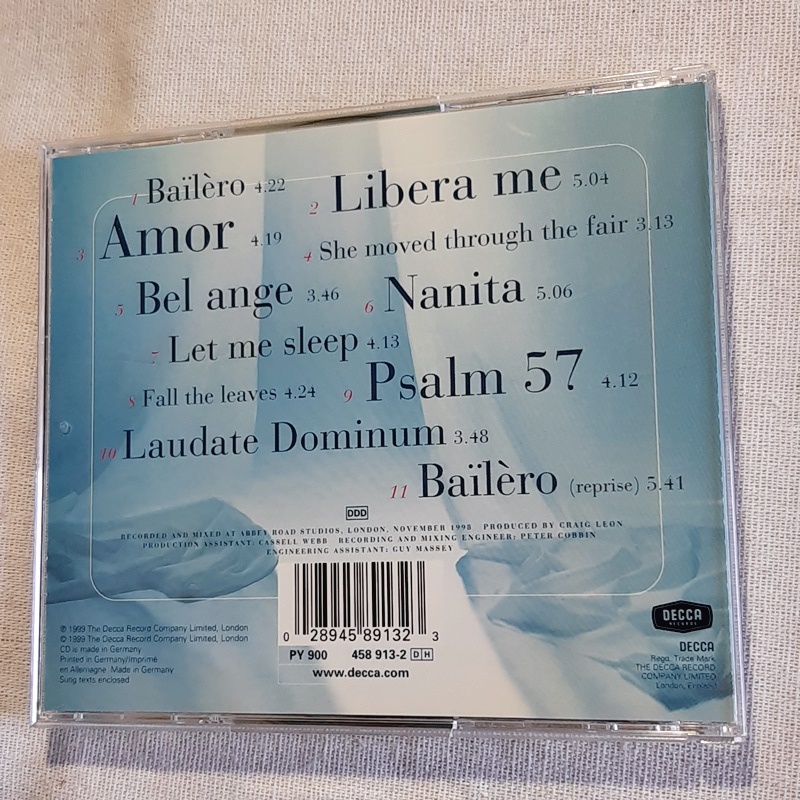 1 Baïlèro 4.22
2 Libera me 5.04
3 Amor 4.19
4 She moved through the fair 3.13
5 Bel ange 3.46
6 Nanita 5.06
7 Let me sleep 4.13
8 Fall the leaves 4.24
9 Psalm 57 4.12
10 Laudate Dominum 3.48
11 Baïlèro (reprise) 5.41
DDD
RECORDED AND MIXED AT ABBEY ROAD STUDIOS, LONDON, NOVEMBER 1998 PRODUCED BY CRAIG LEON
PRODUCTION ASSISTANT: CASSELL WEBB RECORDING AND MIXING ENGINEER: PETER COBBIN
ENGINEERING ASSISTANT: GUY MASSEY
℗ 1999 The Decca Record Company Limited, London
© 1999 The Decca Record Company Limited, London
CD is made in Germany
Printed in Germany/Imprimé
en Allemagne. Made in Germany
Sung texts enclosed
0 28945 89132 3
PY 900 458 913-2 DH
www.decca.com
DECCA
RECORDS
DECCA
Regd. Trade Mark
THE DECCA RECORD
COMPANY LIMITED
London, England